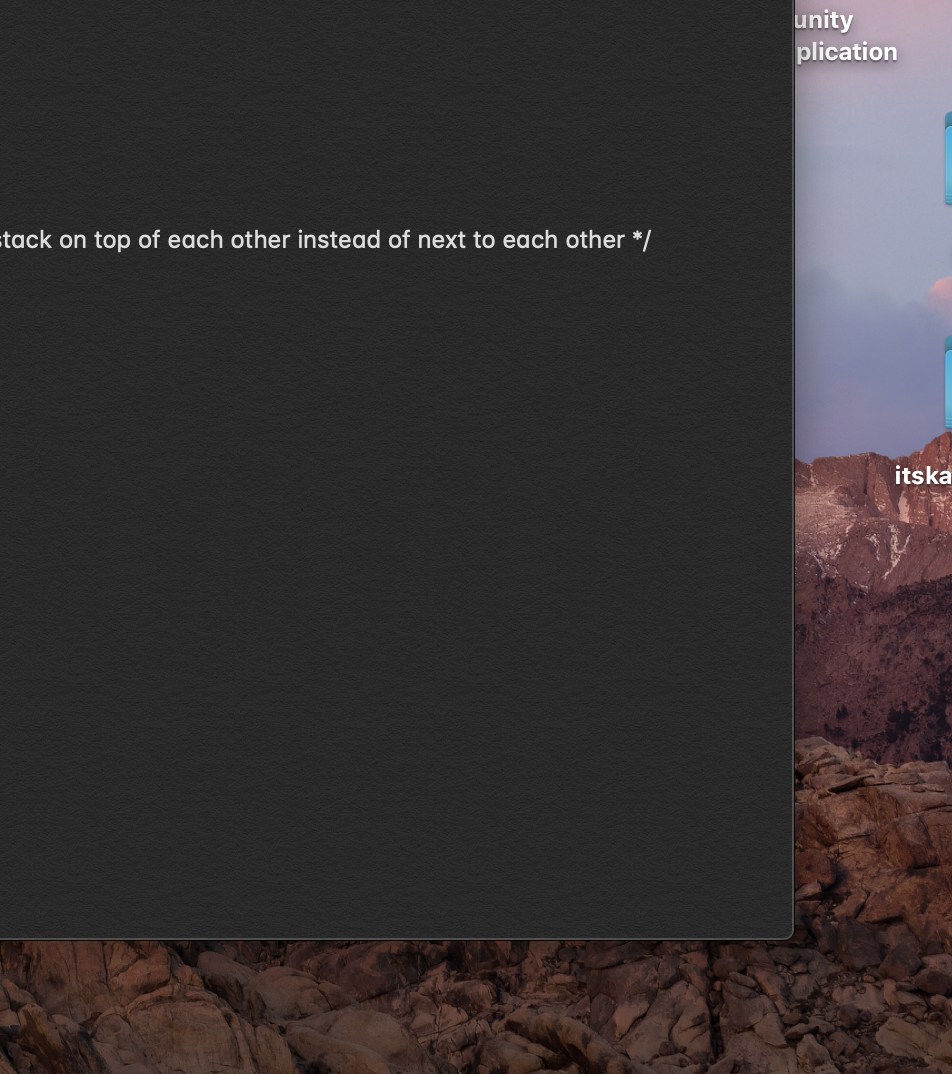 unity
plication
stack on top of each other instead of next to each other */
itska